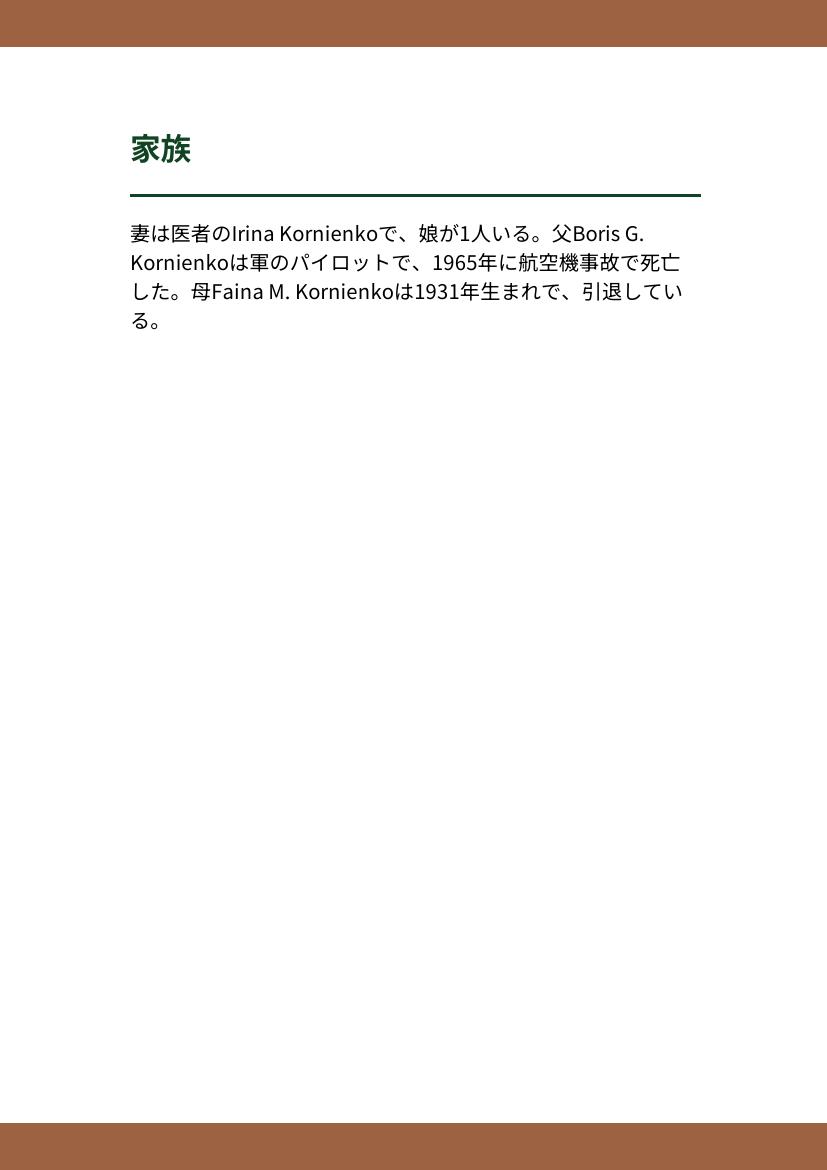 家族
妻は医者のIrina Kornienkoで、娘が1人いる。父Boris G.
Kornienkoは軍のパイロットで、1965年に航空機事故で死亡
した。母Faina M. Kornienkoは1931年生まれで、引退してい
る。